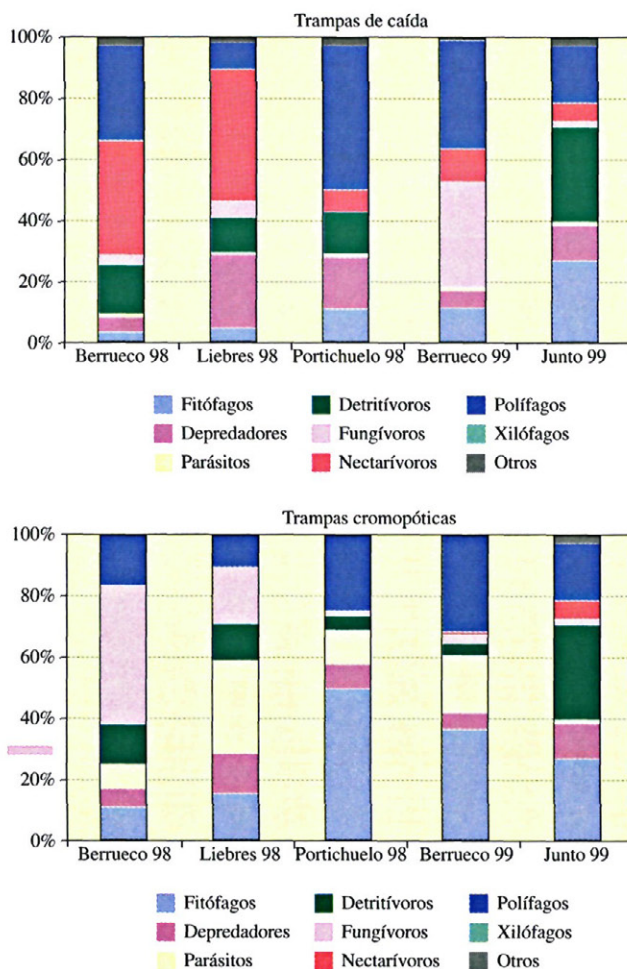 Trampas de caída
100%
80%
60%
40%
20%
0%
Berrueco 98 Liebres 98 Portichuelo 98 Berrueco 99 Junto 99
Fitófagos Detritívoros Polífagos
Depredadores Fungívoros Xilófagos
Parásitos Nectarívoros Otros
Trampas cromopóticas
100%
80%
60%
40%
20%
0%
Berrueco 98 Liebres 98 Portichuelo 98 Berrueco 99 Junto 99
Fitófagos Detritívoros Polífagos
Depredadores Fungívoros Xilófagos
Parásitos Nectarívoros Otros